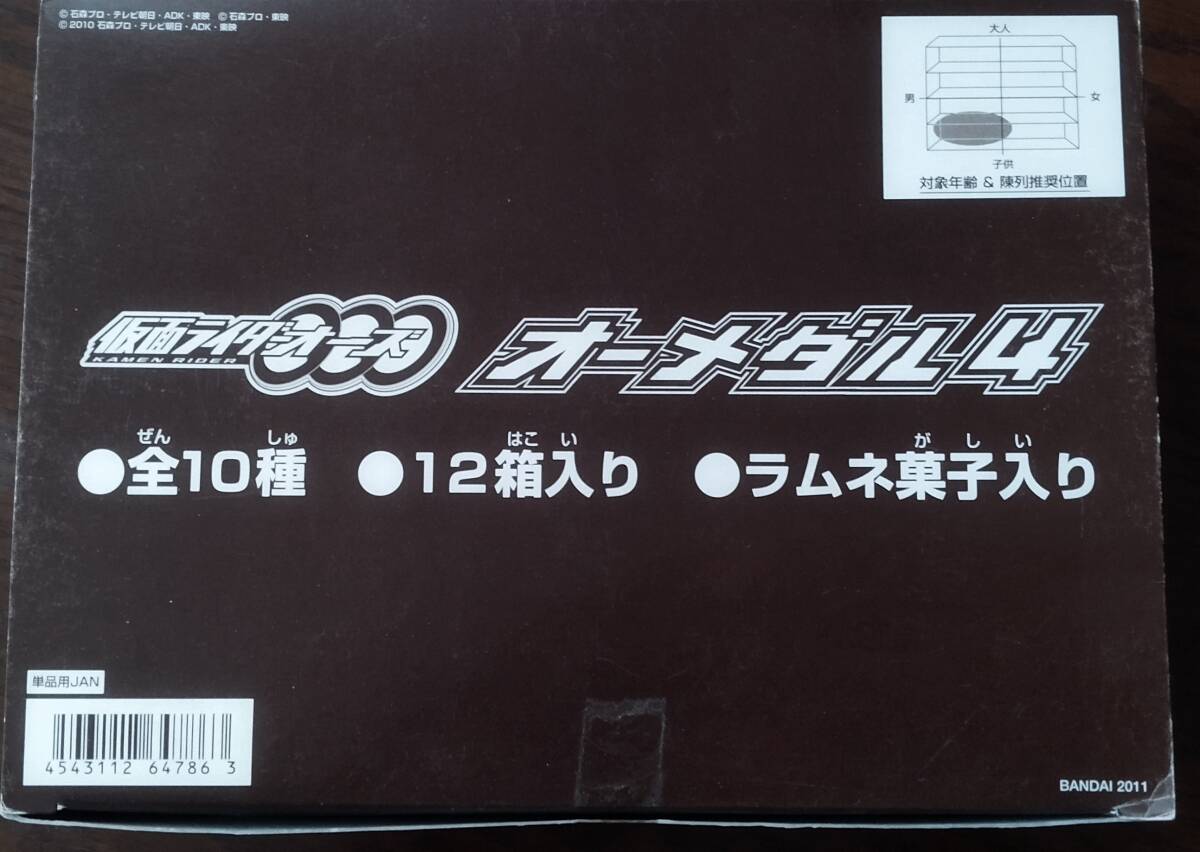 © 石森プロ・テレビ朝日・ADK・東映 © 石森プロ・東映
© 2010 石森プロ・テレビ朝日・ADK・東映
大人
男 女
子供
対象年齢 & 陳列推奨位置
仮面ライダーオーズ オーメダル4
KAMEN RIDER
ぜん しゅ はこ い が し い
●全10種 ●12箱入り ●ラムネ菓子入り
単品用JAN
4543112 64786 3
BANDAI 2011